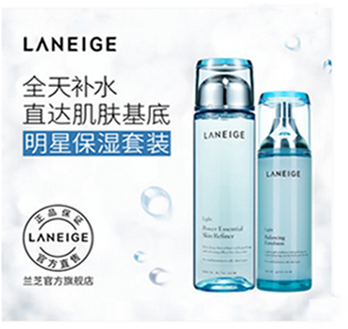 LANEIGE
全天补水
直达肌肤基底
明星保湿套装
正品保证
LANEIGE
官方直售
兰芝官方旗舰店
LANEIGE
Light
Power Essential
Skin Refiner
LANEIGE
Light
Balancing
Emulsion